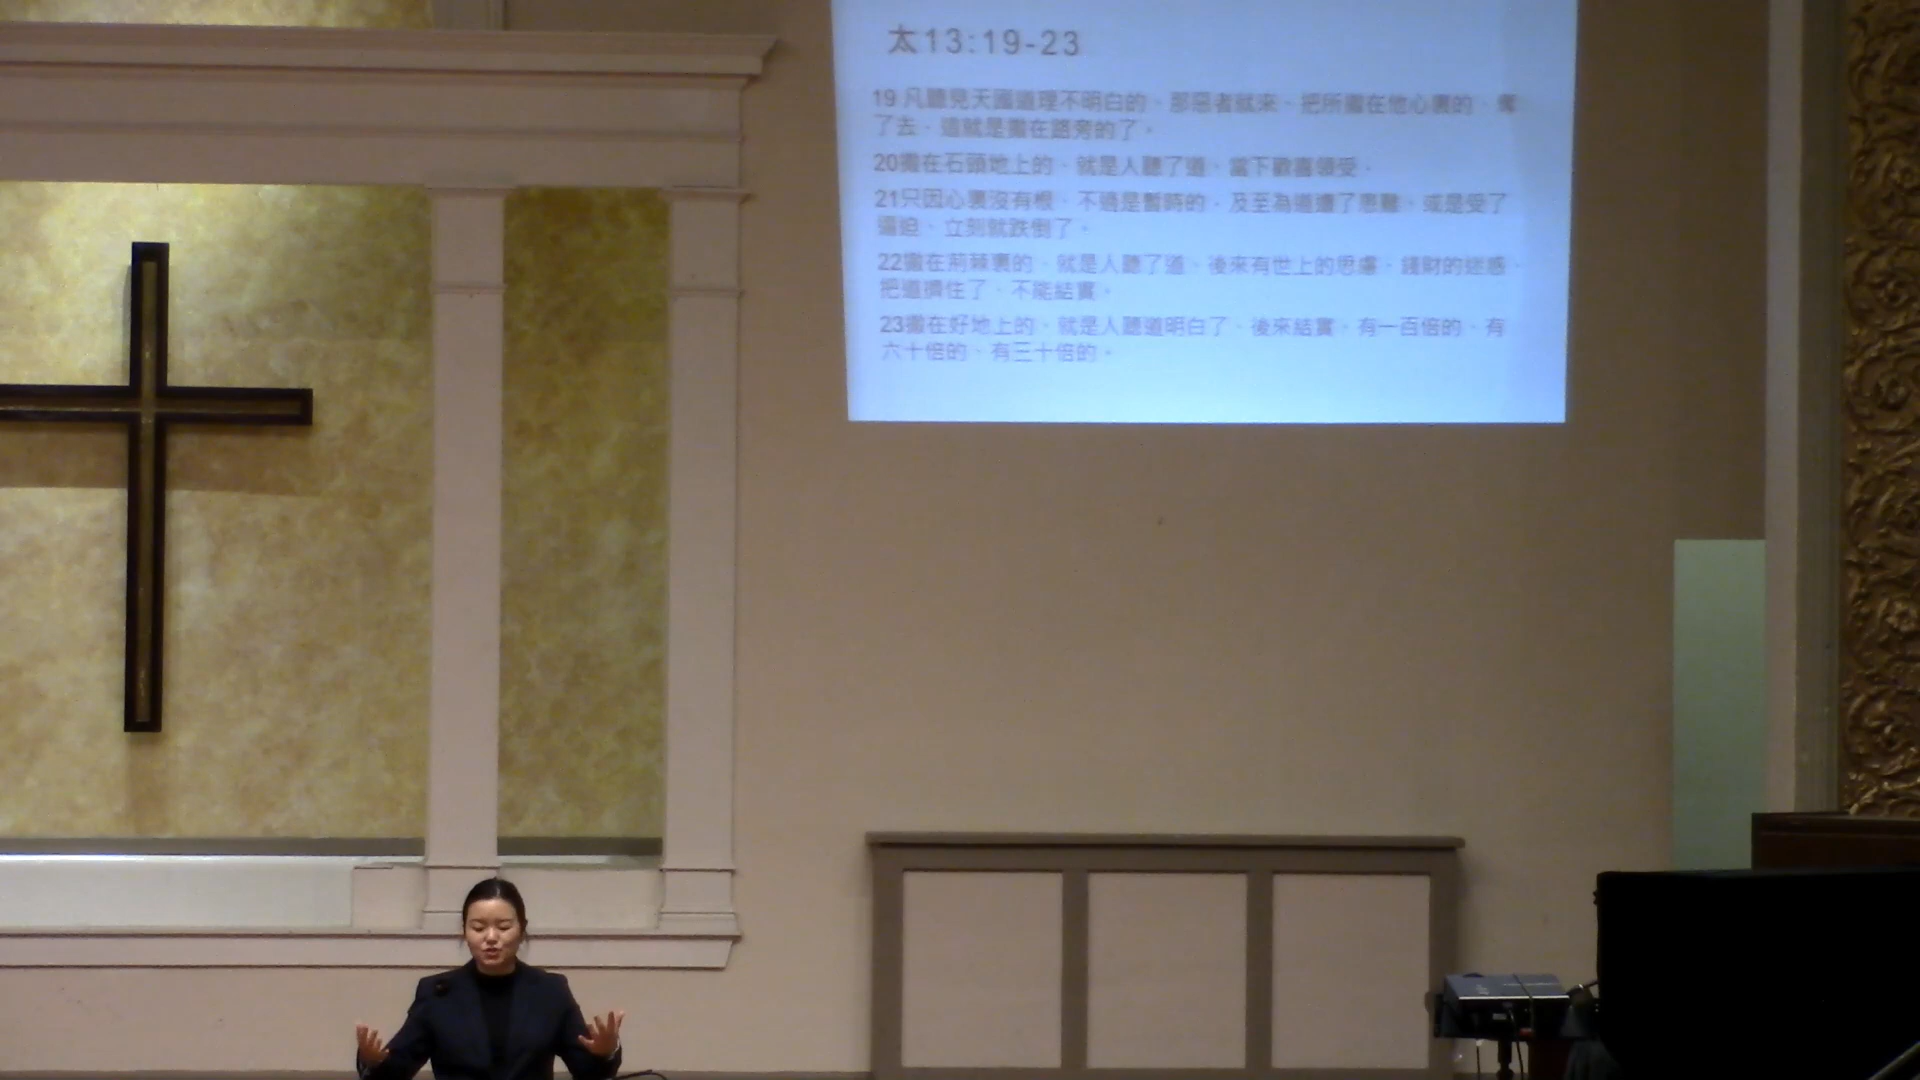 太13:19-23
19 凡聽見天國道理不明白的、那惡者就來、把所撒在他心裏的、奪
了去．這就是撒在路旁的了。
20撒在石頭地上的、就是人聽了道、當下歡喜領受．
21只因心裏沒有根、不過是暫時的．及至為道遭了患難、或是受了
逼迫、立刻就跌倒了。
22撒在荊棘裏的、就是人聽了道、後來有世上的思慮、錢財的迷惑、
把道擠住了、不能結實。
23撒在好地上的、就是人聽道明白了、後來結實．有一百倍的、有
六十倍的、有三十倍的。